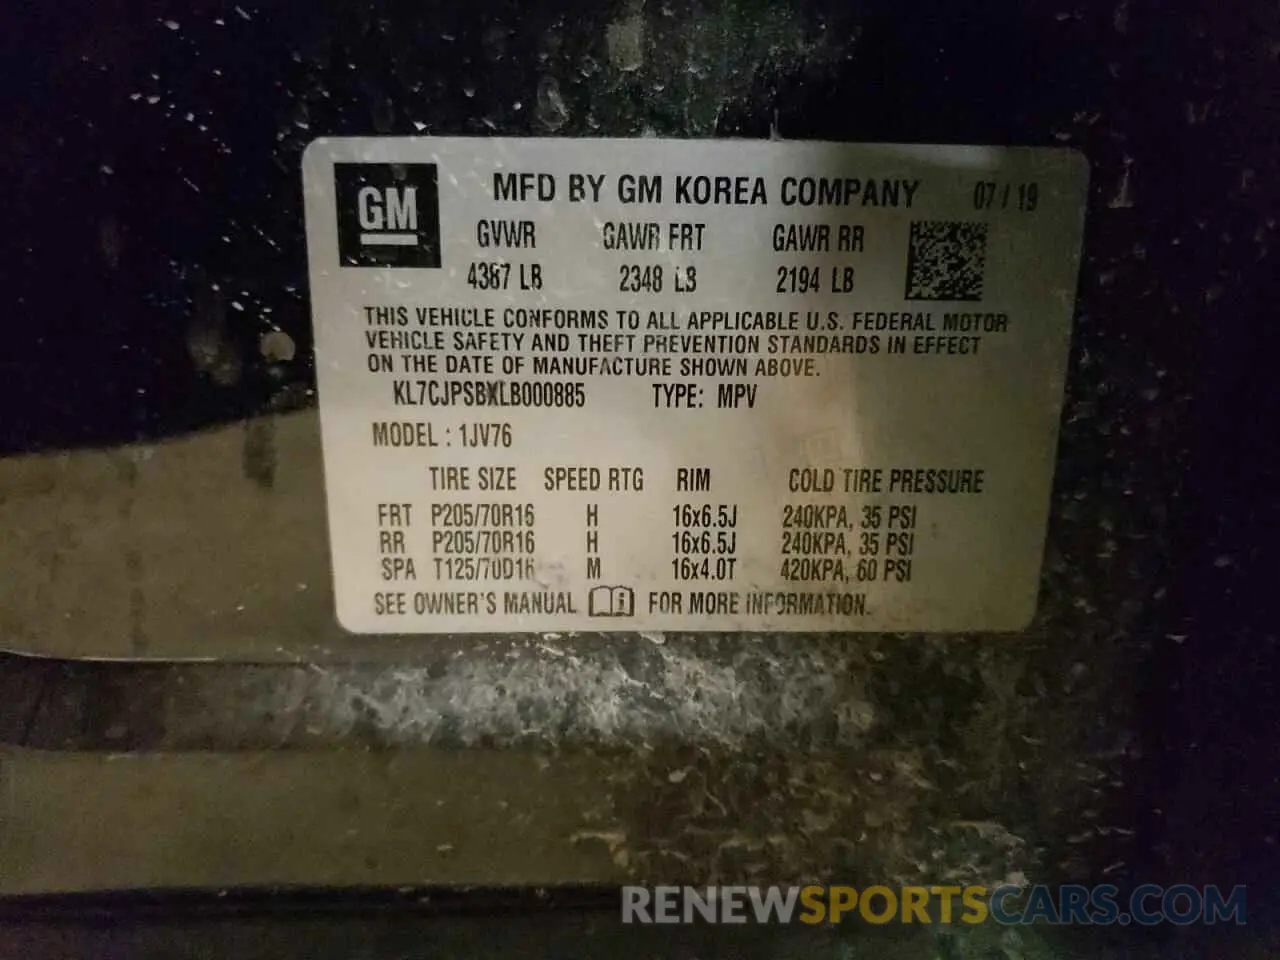 GM
MFD BY GM KOREA COMPANY 07 / 19
GVWR GAWR FRT GAWR RR
4387 LB 2348 LB 2194 LB
THIS VEHICLE CONFORMS TO ALL APPLICABLE U.S. FEDERAL MOTOR
VEHICLE SAFETY AND THEFT PREVENTION STANDARDS IN EFFECT
ON THE DATE OF MANUFACTURE SHOWN ABOVE.
KL7CJPSBXLB000885 TYPE: MPV
MODEL : 1JV76
TIRE SIZE SPEED RTG RIM COLD TIRE PRESSURE
FRT P205/70R16 H 16x6.5J 240KPA, 35 PSI
RR P205/70R16 H 16x6.5J 240KPA, 35 PSI
SPA T125/70D16 M 16x4.0T 420KPA, 60 PSI
SEE OWNER'S MANUAL FOR MORE INFORMATION.
RENEWSPORTSCARS.COM